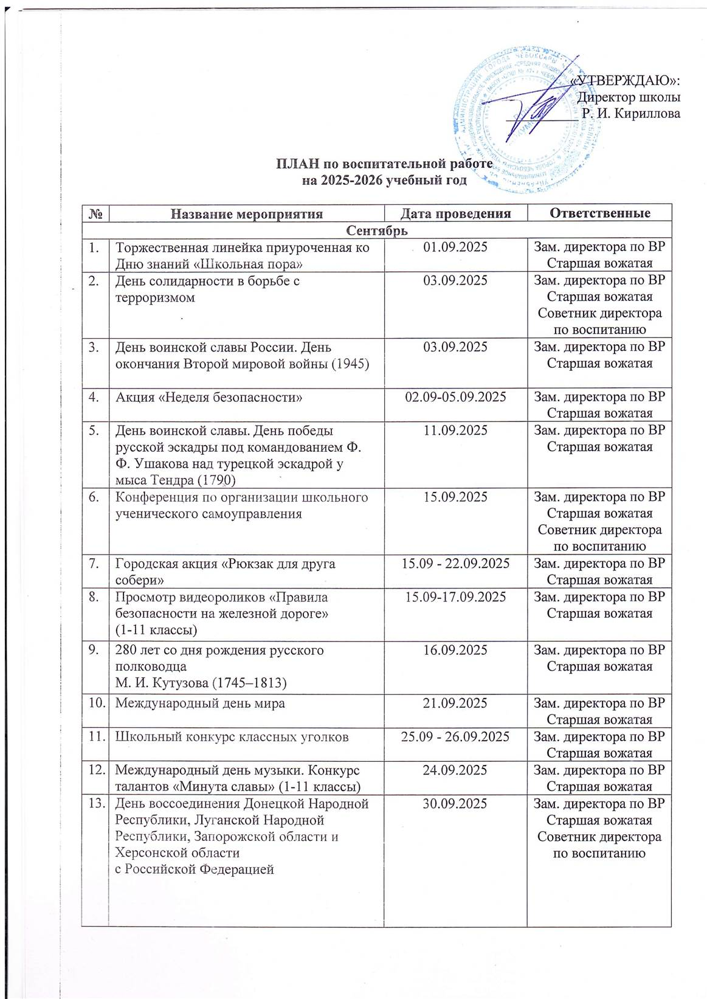 «УТВЕРЖДАЮ»:
Директор школы
Р. И. Кириллова
ПЛАН по воспитательной работе
на 2025-2026 учебный год
№ Название мероприятия Дата проведения Ответственные
Сентябрь
1. Торжественная линейка приуроченная ко 01.09.2025 Зам. директора по ВР
Дню знаний «Школьная пора» Старшая вожатая
2. День солидарности в борьбе с 03.09.2025 Зам. директора по ВР
терроризмом Старшая вожатая
Советник директора
по воспитанию
3. День воинской славы России. День 03.09.2025 Зам. директора по ВР
окончания Второй мировой войны (1945) Старшая вожатая
4. Акция «Неделя безопасности» 02.09-05.09.2025 Зам. директора по ВР
Старшая вожатая
5. День воинской славы. День победы 11.09.2025 Зам. директора по ВР
русской эскадры под командованием Ф. Старшая вожатая
Ф. Ушакова над турецкой эскадрой у
мыса Тендра (1790)
6. Конференция по организации школьного 15.09.2025 Зам. директора по ВР
ученического самоуправления Старшая вожатая
Советник директора
по воспитанию
7. Городская акция «Рюкзак для друга 15.09 - 22.09.2025 Зам. директора по ВР
собери» Старшая вожатая
8. Просмотр видеороликов «Правила 15.09-17.09.2025 Зам. директора по ВР
безопасности на железной дороге» Старшая вожатая
(1-11 классы)
9. 280 лет со дня рождения русского 16.09.2025 Зам. директора по ВР
полководца Старшая вожатая
М. И. Кутузова (1745–1813)
10. Международный день мира 21.09.2025 Зам. директора по ВР
Старшая вожатая
11. Школьный конкурс классных уголков 25.09 - 26.09.2025 Зам. директора по ВР
Старшая вожатая
12. Международный день музыки. Конкурс 24.09.2025 Зам. директора по ВР
талантов «Минута славы» (1-11 классы) Старшая вожатая
13. День воссоединения Донецкой Народной 30.09.2025 Зам. директора по ВР
Республики, Луганской Народной Старшая вожатая
Республики, Запорожской области и Советник директора
Херсонской области по воспитанию
с Российской Федерацией